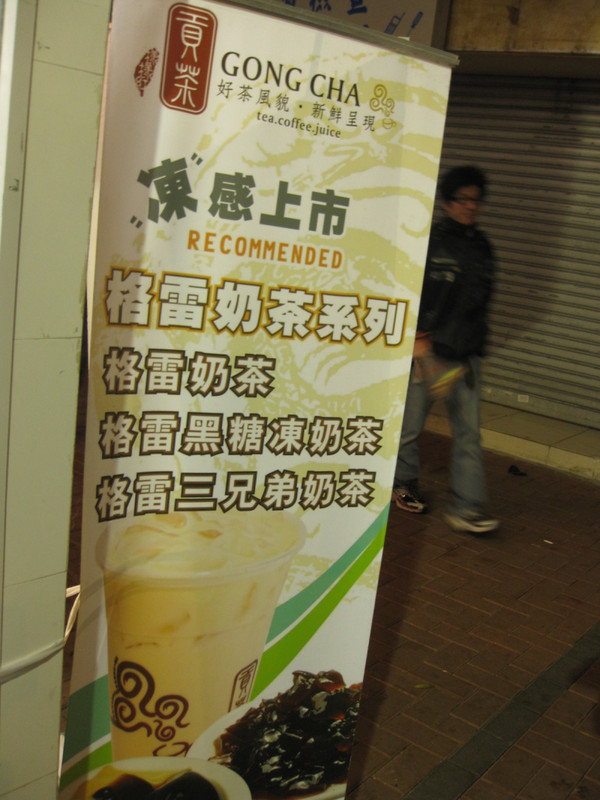 貢茶
GONG CHA
好茶風貌・新鮮呈現
tea.coffee.juice
"凍"感上市
RECOMMENDED
格雷奶茶系列
格雷奶茶
格雷黑糖凍奶茶
格雷三兄弟奶茶
貢茶